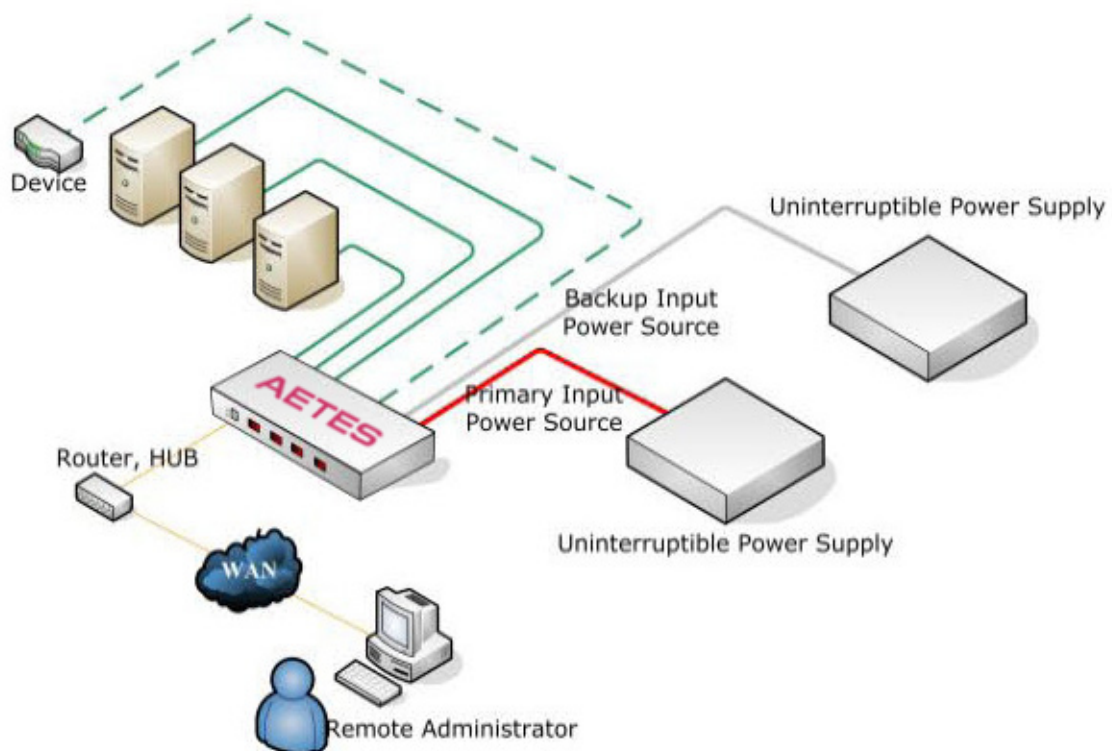 Device
Uninterruptible Power Supply
Backup Input
Power Source
AETES
Primary Input
Power Source
Router, HUB
Uninterruptible Power Supply
WAN
Remote Administrator